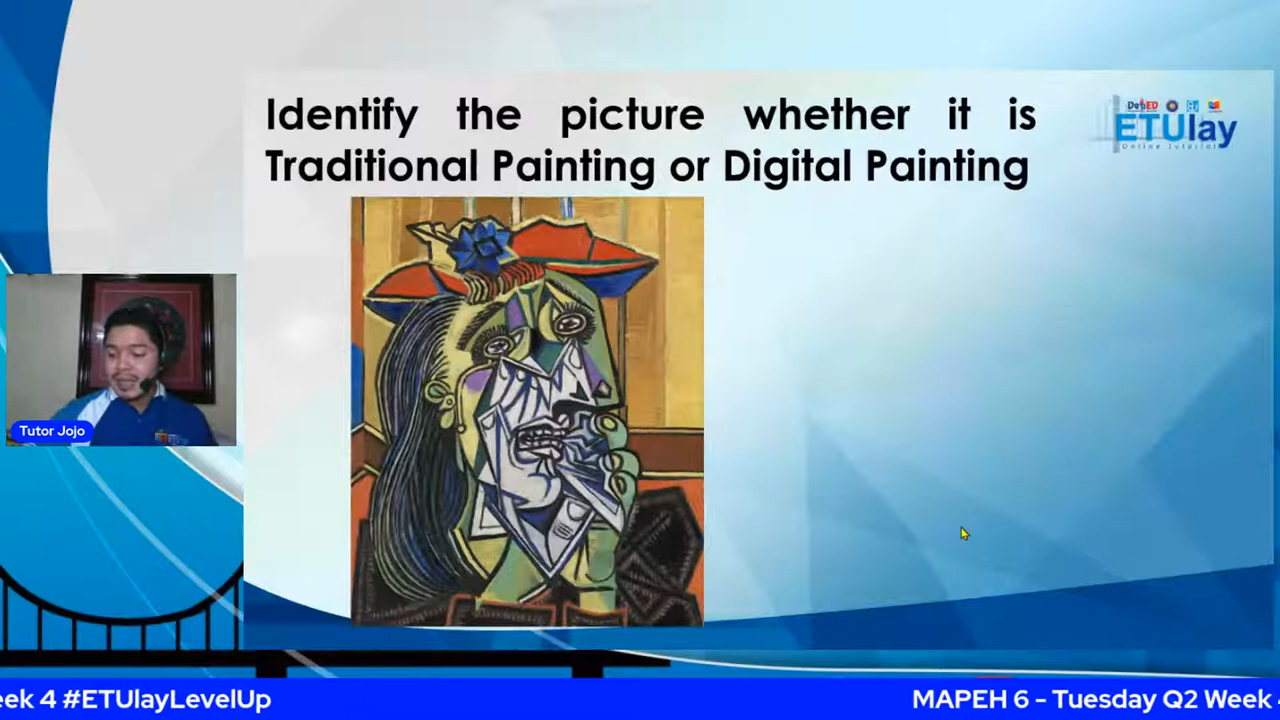 Identify the picture whether it is
Traditional Painting or Digital Painting
DepED
ETUlay
Online Tutorial
Tutor Jojo
eek 4 #ETUlayLevelUp
MAPEH 6 - Tuesday Q2 Week